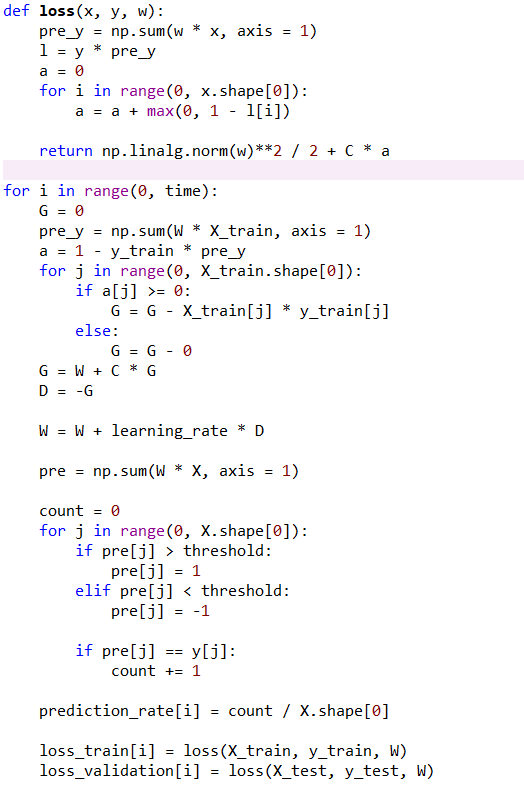 def loss(x, y, w):
    pre_y = np.sum(w * x, axis = 1)
    l = y * pre_y
    a = 0
    for i in range(0, x.shape[0]):
        a = a + max(0, 1 - l[i])
    return np.linalg.norm(w)**2 / 2 + C * a
for i in range(0, time):
    G = 0
    pre_y = np.sum(W * X_train, axis = 1)
    a = 1 - y_train * pre_y
    for j in range(0, X_train.shape[0]):
        if a[j] >= 0:
            G = G - X_train[j] * y_train[j]
        else:
            G = G - 0
    G = W + C * G
    D = -G
    W = W + learning_rate * D
    pre = np.sum(W * X, axis = 1)
    count = 0
    for j in range(0, X.shape[0]):
        if pre[j] > threshold:
            pre[j] = 1
        elif pre[j] < threshold:
            pre[j] = -1
        if pre[j] == y[j]:
            count += 1
    prediction_rate[i] = count / X.shape[0]
    loss_train[i] = loss(X_train, y_train, W)
    loss_validation[i] = loss(X_test, y_test, W)